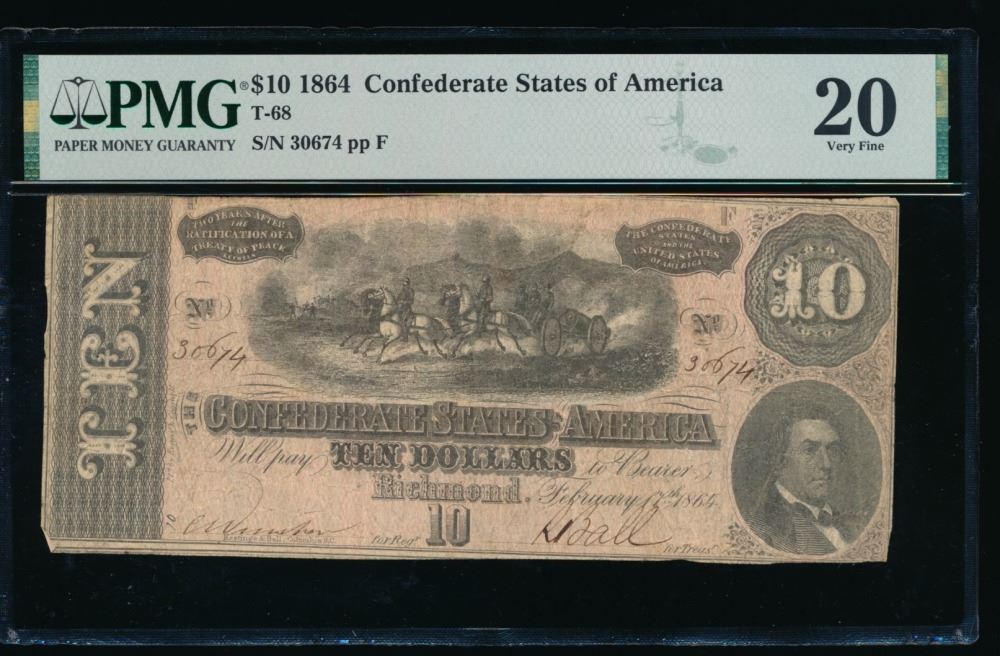 PMG® $10 1864 Confederate States of America
T-68
PAPER MONEY GUARANTY S/N 30674 pp F
20
Very Fine
TWO YEARS AFTER
THE
RATIFICATION OF A
TREATY OF PEACE
BETWEEN
THE CONFEDERATE
STATES
AND THE
UNITED STATES
OF AMERICA.
F
10
TEN
No No
30674 30674
THE CONFEDERATE STATES OF AMERICA
Will pay TEN DOLLARS to Bearer
Richmond. February 17th 1864.
10
for Regr. for Treasr.